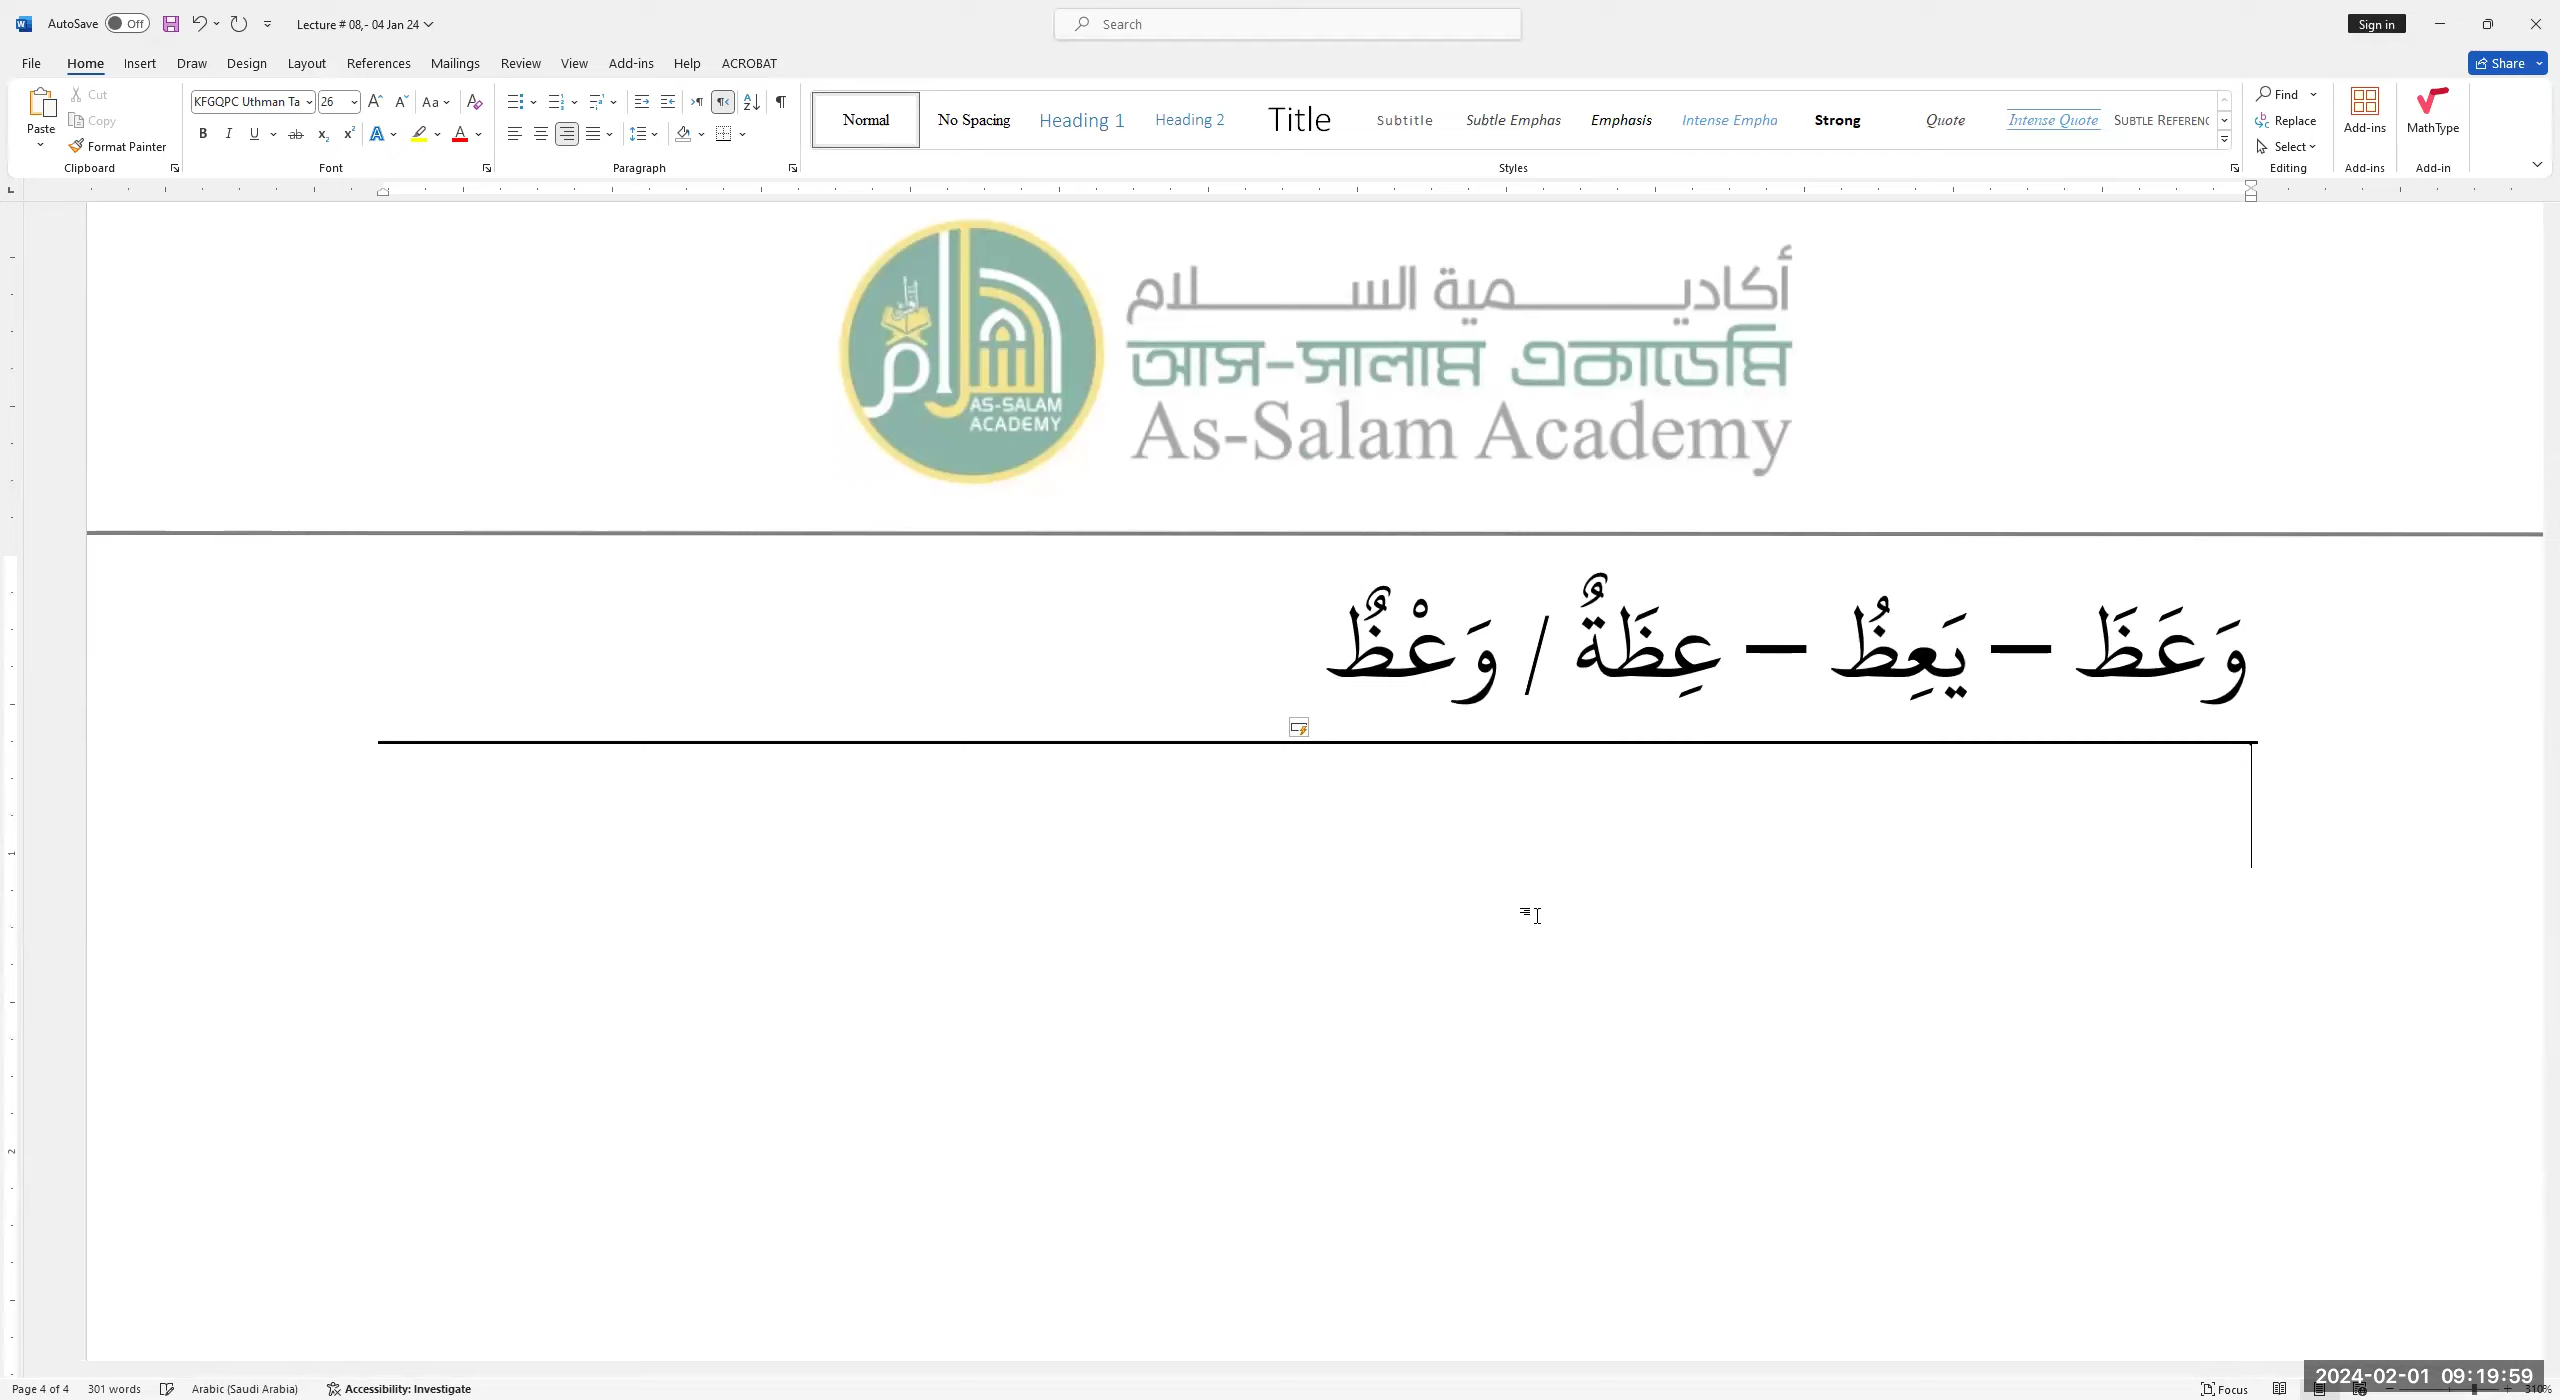 AutoSave Off Lecture # 08,- 04 Jan 24 Search Sign in
File Home Insert Draw Design Layout References Mailings Review View Add-ins Help ACROBAT Share
Paste Cut Copy Format Painter Clipboard
KFGQPC Uthman Ta 26 Font
Paragraph
Normal No Spacing Heading 1 Heading 2 Title Subtitle Subtle Emphas Emphasis Intense Empha Strong Quote Intense Quote SUBTLE REFERENC Styles
Find Replace Select Editing
Add-ins Add-ins
MathType Add-in
أكاديمية السلام
আস-সালাম একাডেমি
As-Salam Academy
AS-SALAM
ACADEMY
وَعَظَ – يَعِظُ – عِظَةٌ / وَعْظٌ
1
2
Page 4 of 4 301 words Arabic (Saudi Arabia) Accessibility: Investigate Focus 310%
2024-02-01 09:19:59